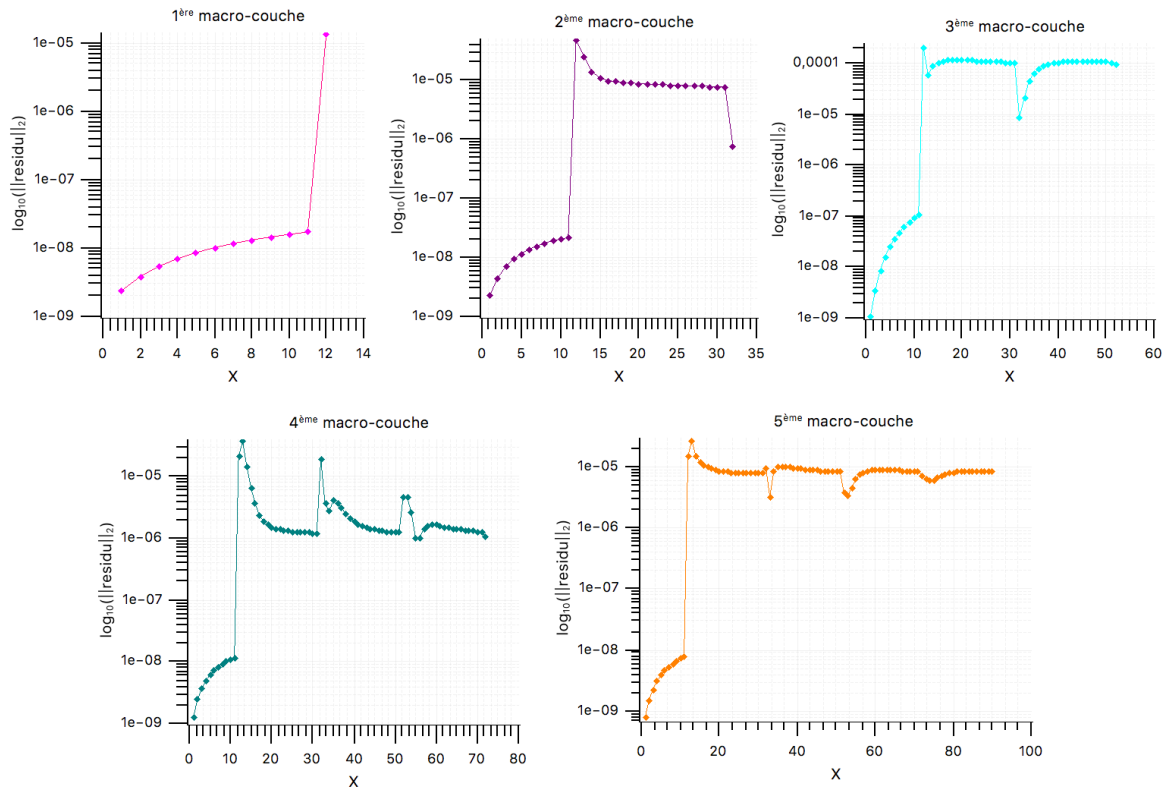 1ère macro-couche
log₁₀(||residu||₂)
1e-05
1e-06
1e-07
1e-08
1e-09
0 2 4 6 8 10 12 14
X
2ème macro-couche
log₁₀(||residu||₂)
1e-05
1e-06
1e-07
1e-08
1e-09
0 5 10 15 20 25 30 35
X
3ème macro-couche
log₁₀(||residu||₂)
0,0001
1e-05
1e-06
1e-07
1e-08
1e-09
0 10 20 30 40 50 60
X
4ème macro-couche
log₁₀(||residu||₂)
1e-05
1e-06
1e-07
1e-08
1e-09
0 10 20 30 40 50 60 70 80
X
5ème macro-couche
log₁₀(||residu||₂)
1e-05
1e-06
1e-07
1e-08
1e-09
0 20 40 60 80 100
X